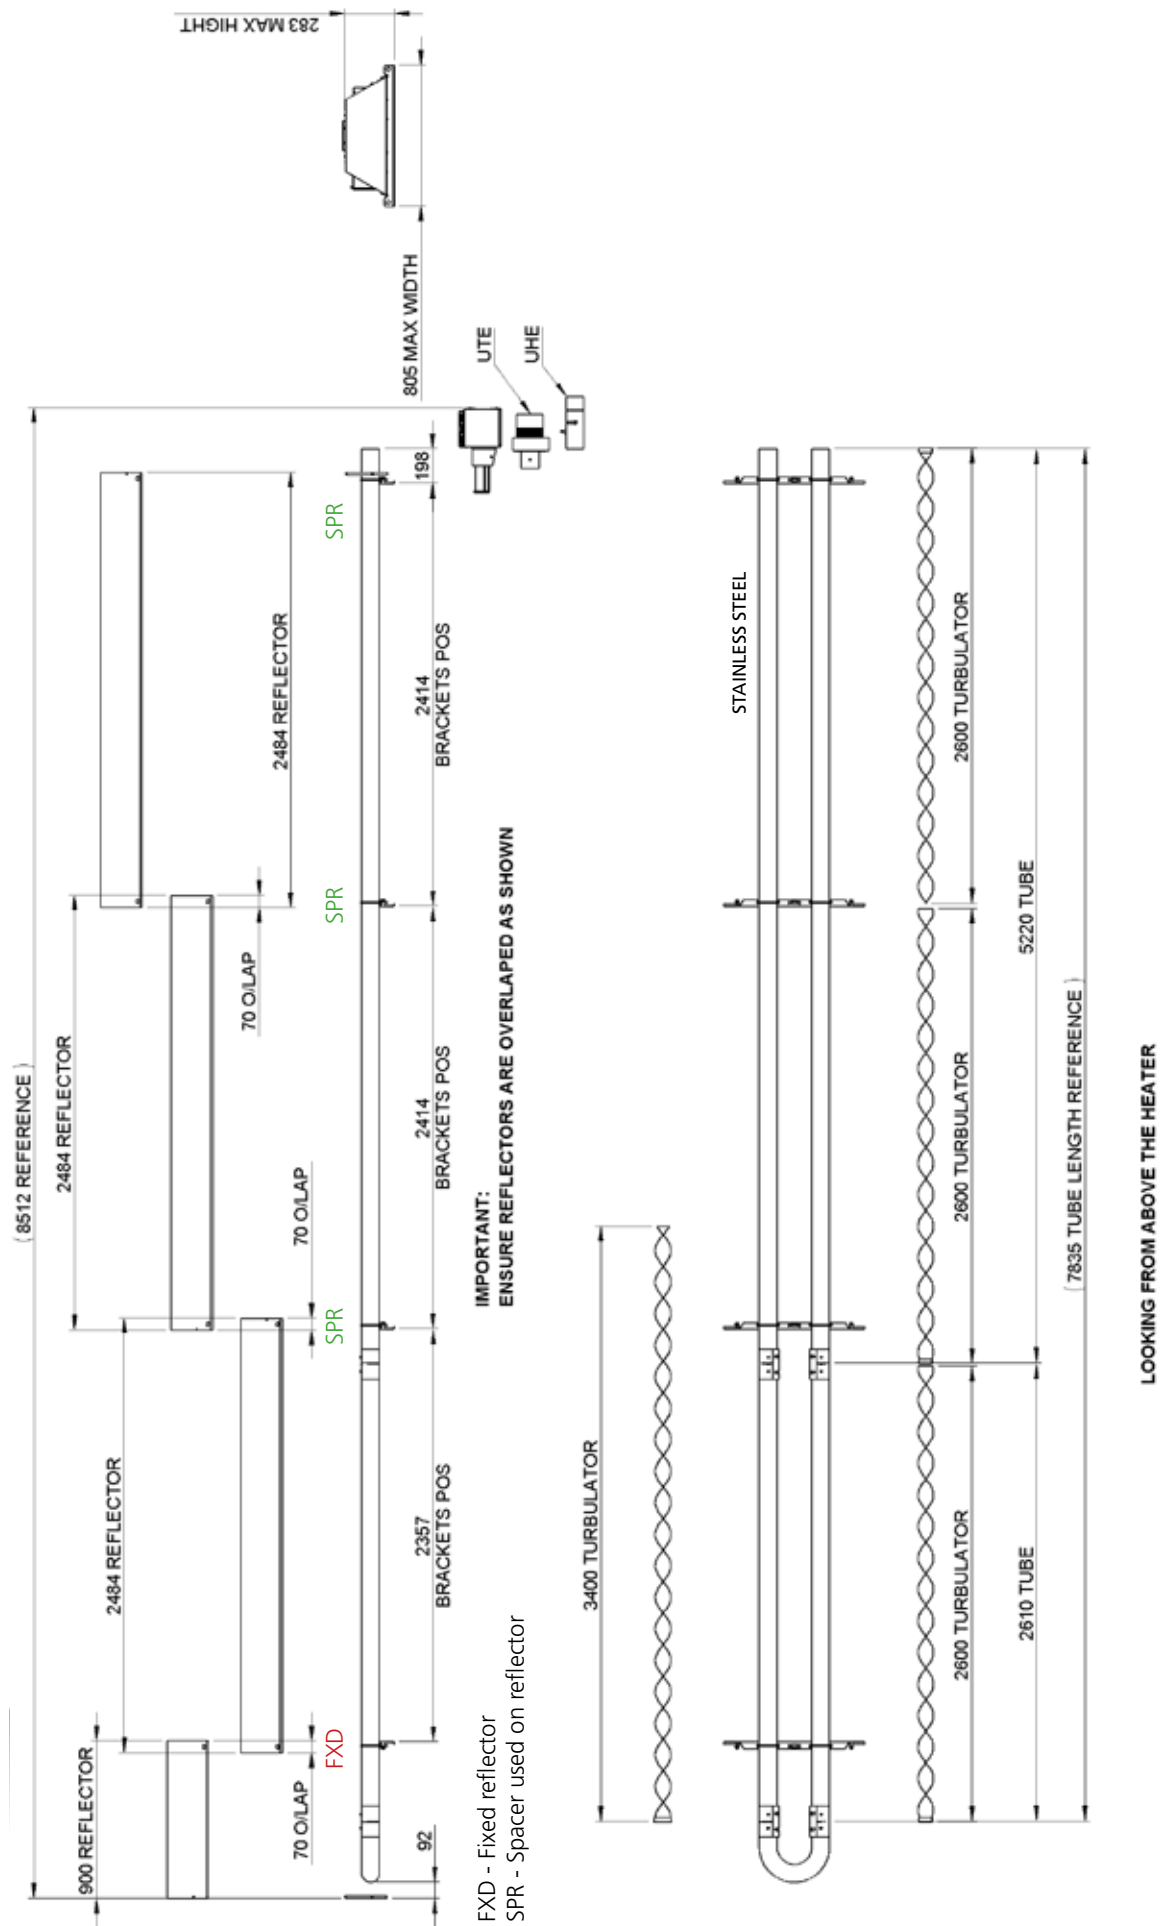 283 MAX HIGHT
805 MAX WIDTH
UTE
UHE
( 8512 REFERENCE )
2484 REFLECTOR
2484 REFLECTOR
2484 REFLECTOR
900 REFLECTOR
70 O/LAP
70 O/LAP
70 O/LAP
SPR
SPR
SPR
FXD
198
2414
BRACKETS POS
2414
BRACKETS POS
2357
BRACKETS POS
92
IMPORTANT:
ENSURE REFLECTORS ARE OVERLAPED AS SHOWN
FXD - Fixed reflector
SPR - Spacer used on reflector
3400 TURBULATOR
STAINLESS STEEL
2600 TURBULATOR
2600 TURBULATOR
2600 TURBULATOR
5220 TUBE
2610 TUBE
( 7835 TUBE LENGTH REFERENCE )
LOOKING FROM ABOVE THE HEATER